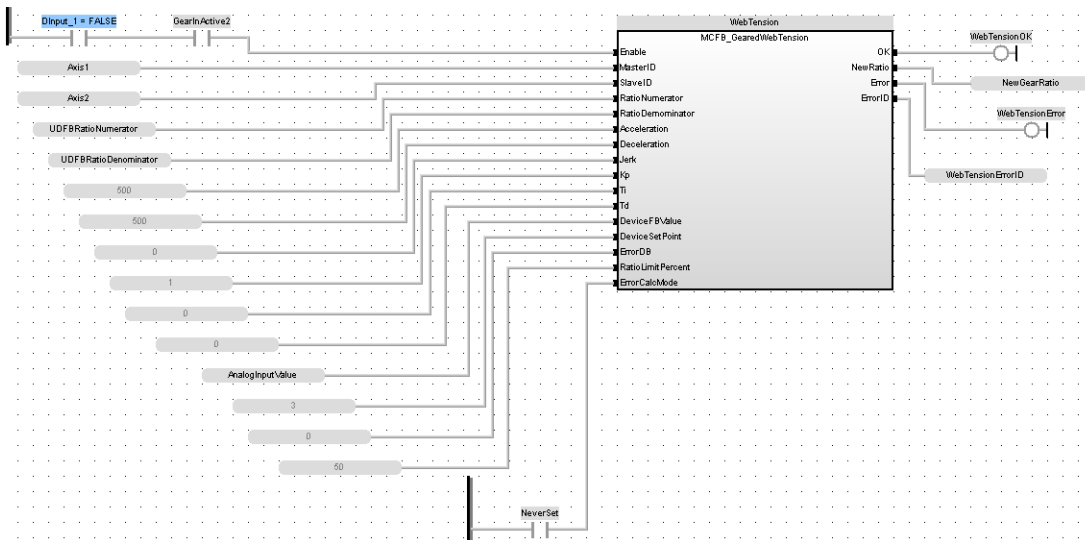 DInput_1 = FALSE
GearInActive2
WebTension
MCFB_GearedWebTension
WebTensionOK
Enable
OK
Axis1
MasterID
NewRatio
NewGearRatio
Axis2
SlaveID
Error
WebTensionError
UDFBRatioNumerator
RatioNumerator
ErrorID
WebTensionErrorID
UDFBRatioDenominator
RatioDemominator
500
Acceleration
500
Deceleration
0
Jerk
1
Kp
0
Ti
0
Td
AnalogInputValue
DeviceFBValue
3
DeviceSetPoint
0
ErrorDB
50
RatioLimitPercent
ErrorCalcMode
NeverSet